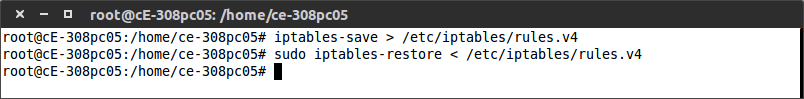 root@cE-308pc05: /home/ce-308pc05
root@cE-308pc05:/home/ce-308pc05# iptables-save > /etc/iptables/rules.v4
root@cE-308pc05:/home/ce-308pc05# sudo iptables-restore < /etc/iptables/rules.v4
root@cE-308pc05:/home/ce-308pc05#